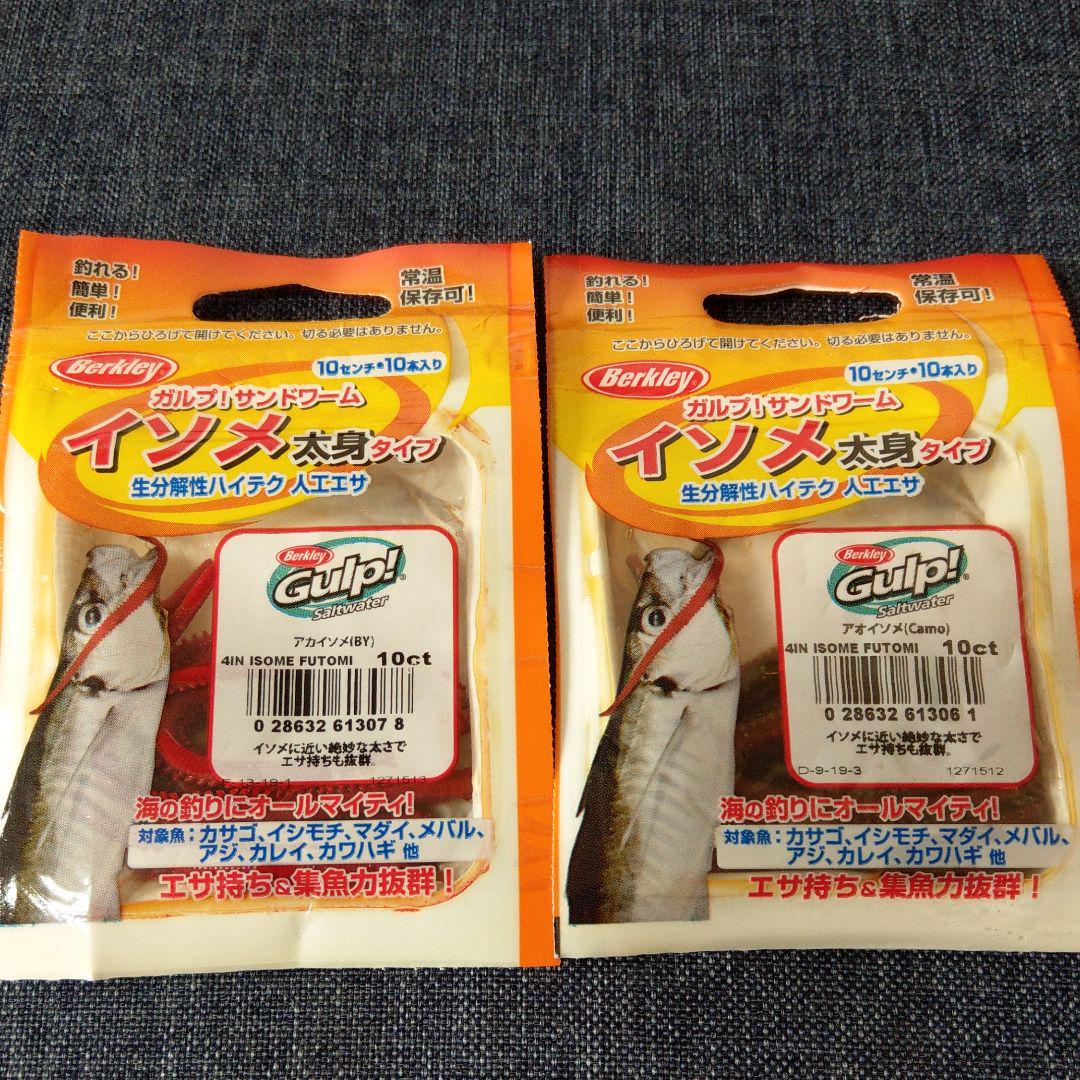 釣れる!
簡単!
便利!
常温
保存可!
ここからひろげて開けてください。切る必要はありません。
Berkley
10センチ•10本入り
ガルプ!サンドワーム
イソメ太身タイプ
生分解性ハイテク 人工エサ
Berkley
Gulp!
Saltwater
アカイソメ(BY)
4IN ISOME FUTOMI 10ct
0 28632 61307 8
イソメに近い絶妙な太さで
エサ持ちも抜群。
1271513
海の釣りにオールマイティ!
対象魚:カサゴ、イシモチ、マダイ、メバル、
アジ、カレイ、カワハギ 他
エサ持ち&集魚力抜群!
釣れる!
簡単!
便利!
常温
保存可!
ここからひろげて開けてください。切る必要はありません。
Berkley
10センチ•10本入り
ガルプ!サンドワーム
イソメ太身タイプ
生分解性ハイテク 人工エサ
Berkley
Gulp!
Saltwater
アオイソメ(Camo)
4IN ISOME FUTOMI 10ct
0 28632 61306 1
イソメに近い絶妙な太さで
エサ持ちも抜群。
D-9-19-3 1271512
海の釣りにオールマイティ!
対象魚:カサゴ、イシモチ、マダイ、メバル、
アジ、カレイ、カワハギ 他
エサ持ち&集魚力抜群!